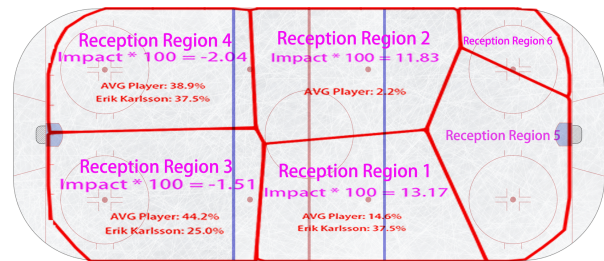 Reception Region 4
Impact * 100 = -2.04
AVG Player: 38.9%
Erik Karlsson: 37.5%
Reception Region 2
Impact * 100 = 11.83
AVG Player: 2.2%
Reception Region 6
Reception Region 5
Reception Region 3
Impact * 100 = -1.51
AVG Player: 44.2%
Erik Karlsson: 25.0%
Reception Region 1
Impact * 100 = 13.17
AVG Player: 14.6%
Erik Karlsson: 37.5%